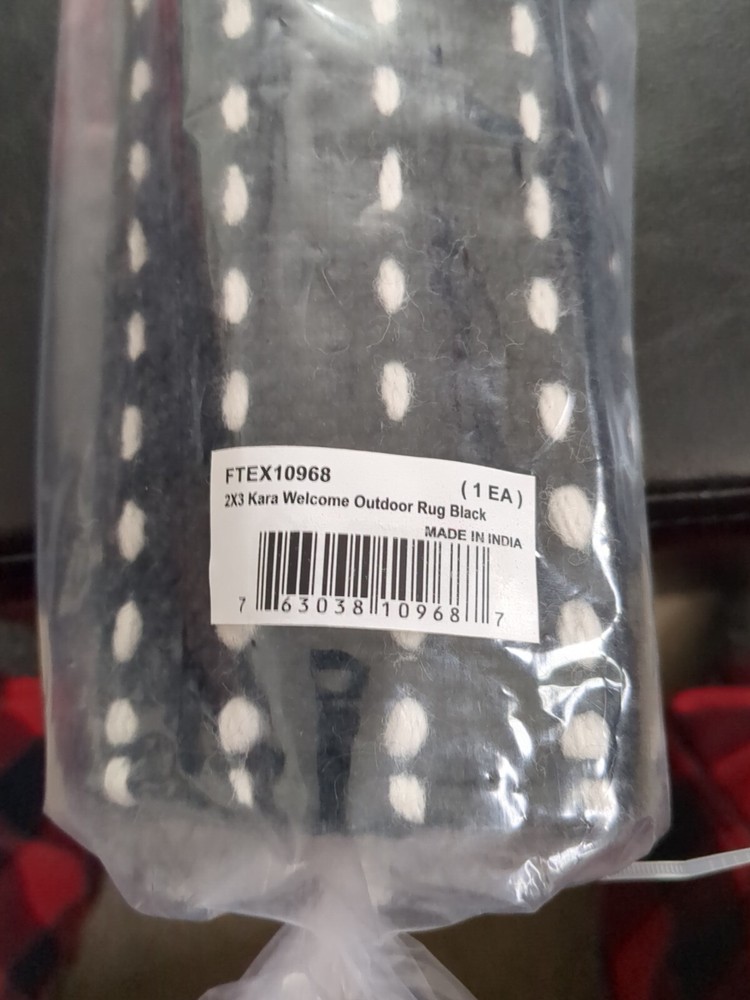 FTEX10968
( 1 EA )
2X3 Kara Welcome Outdoor Rug Black
MADE IN INDIA
7 63038 10968 7